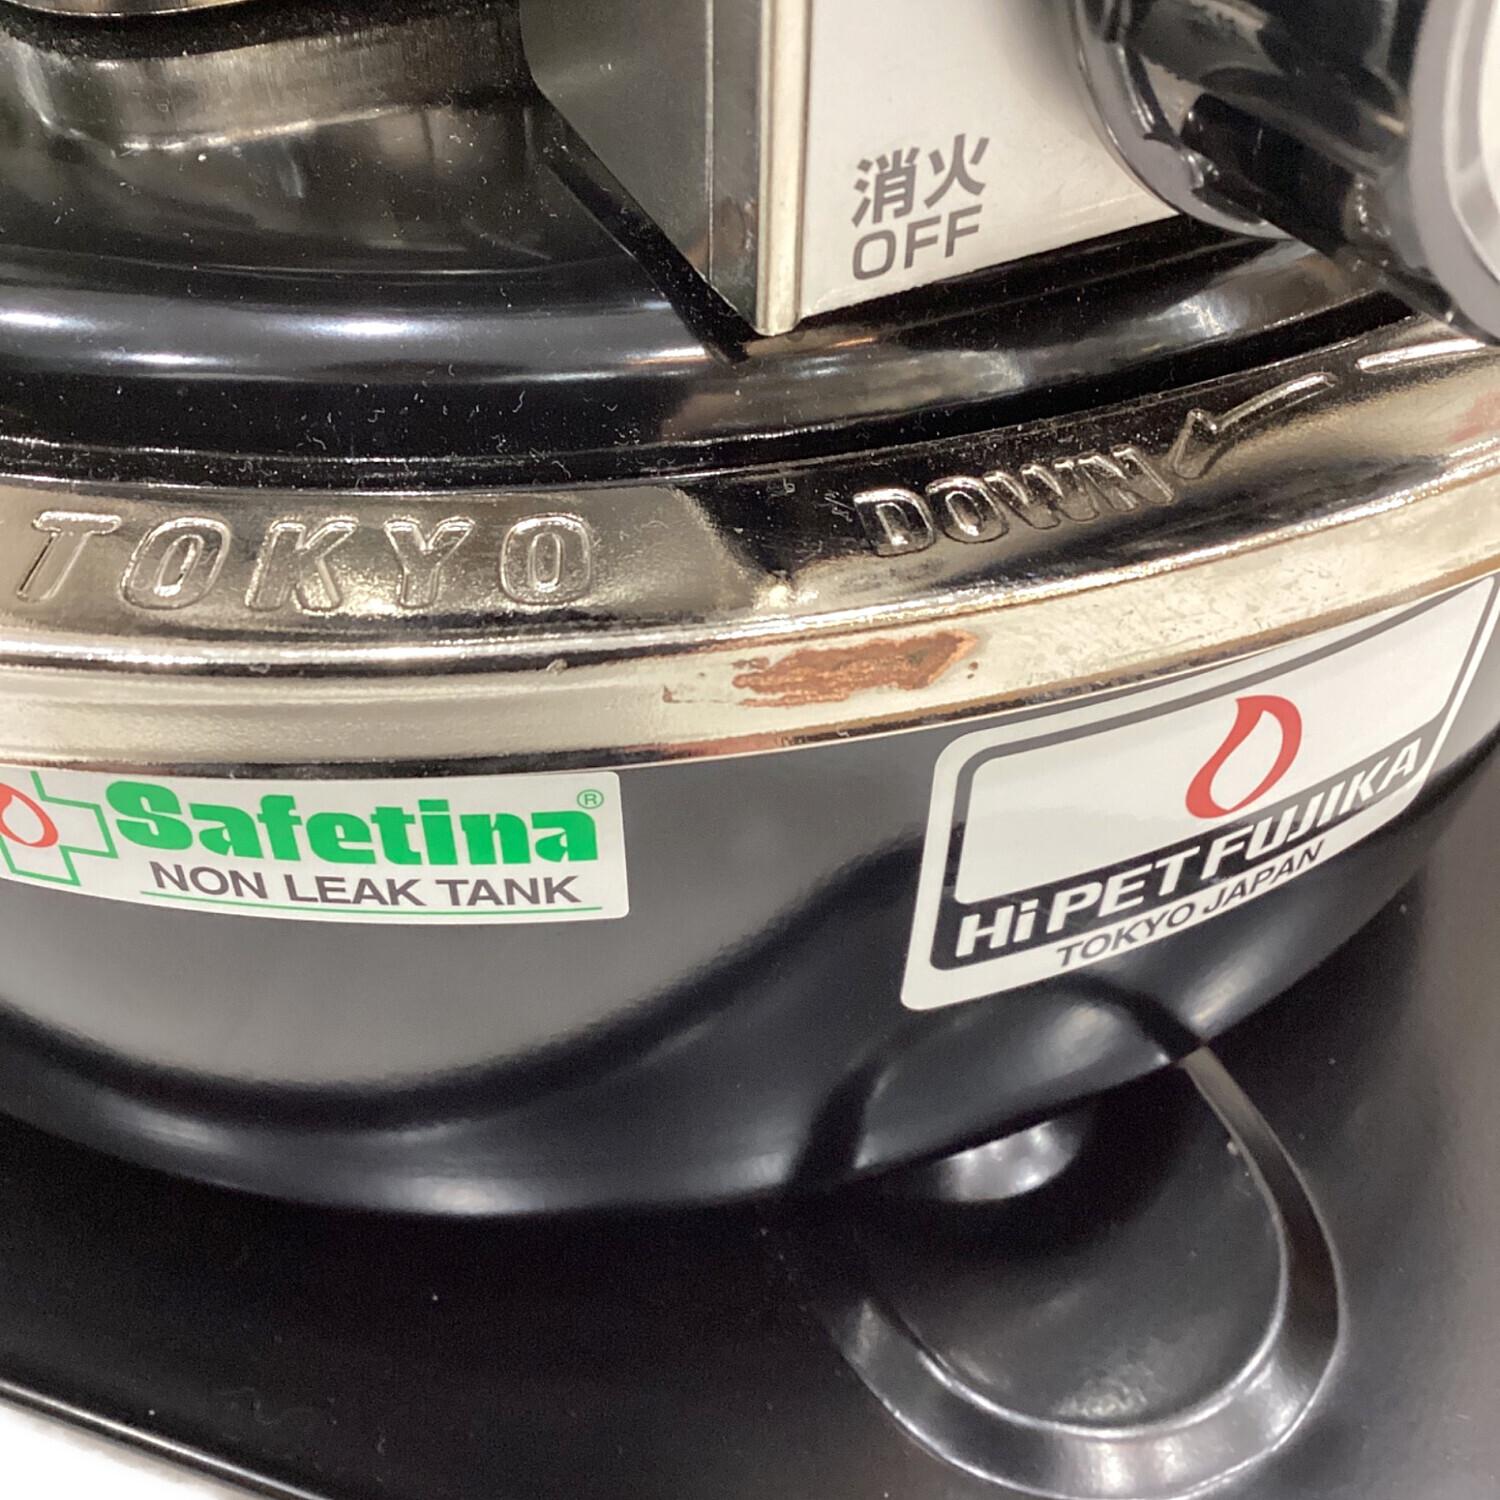 消火
OFF
TOKYO
DOWN
Safetina®
NON LEAK TANK
HiPET FUJIKA
TOKYO JAPAN